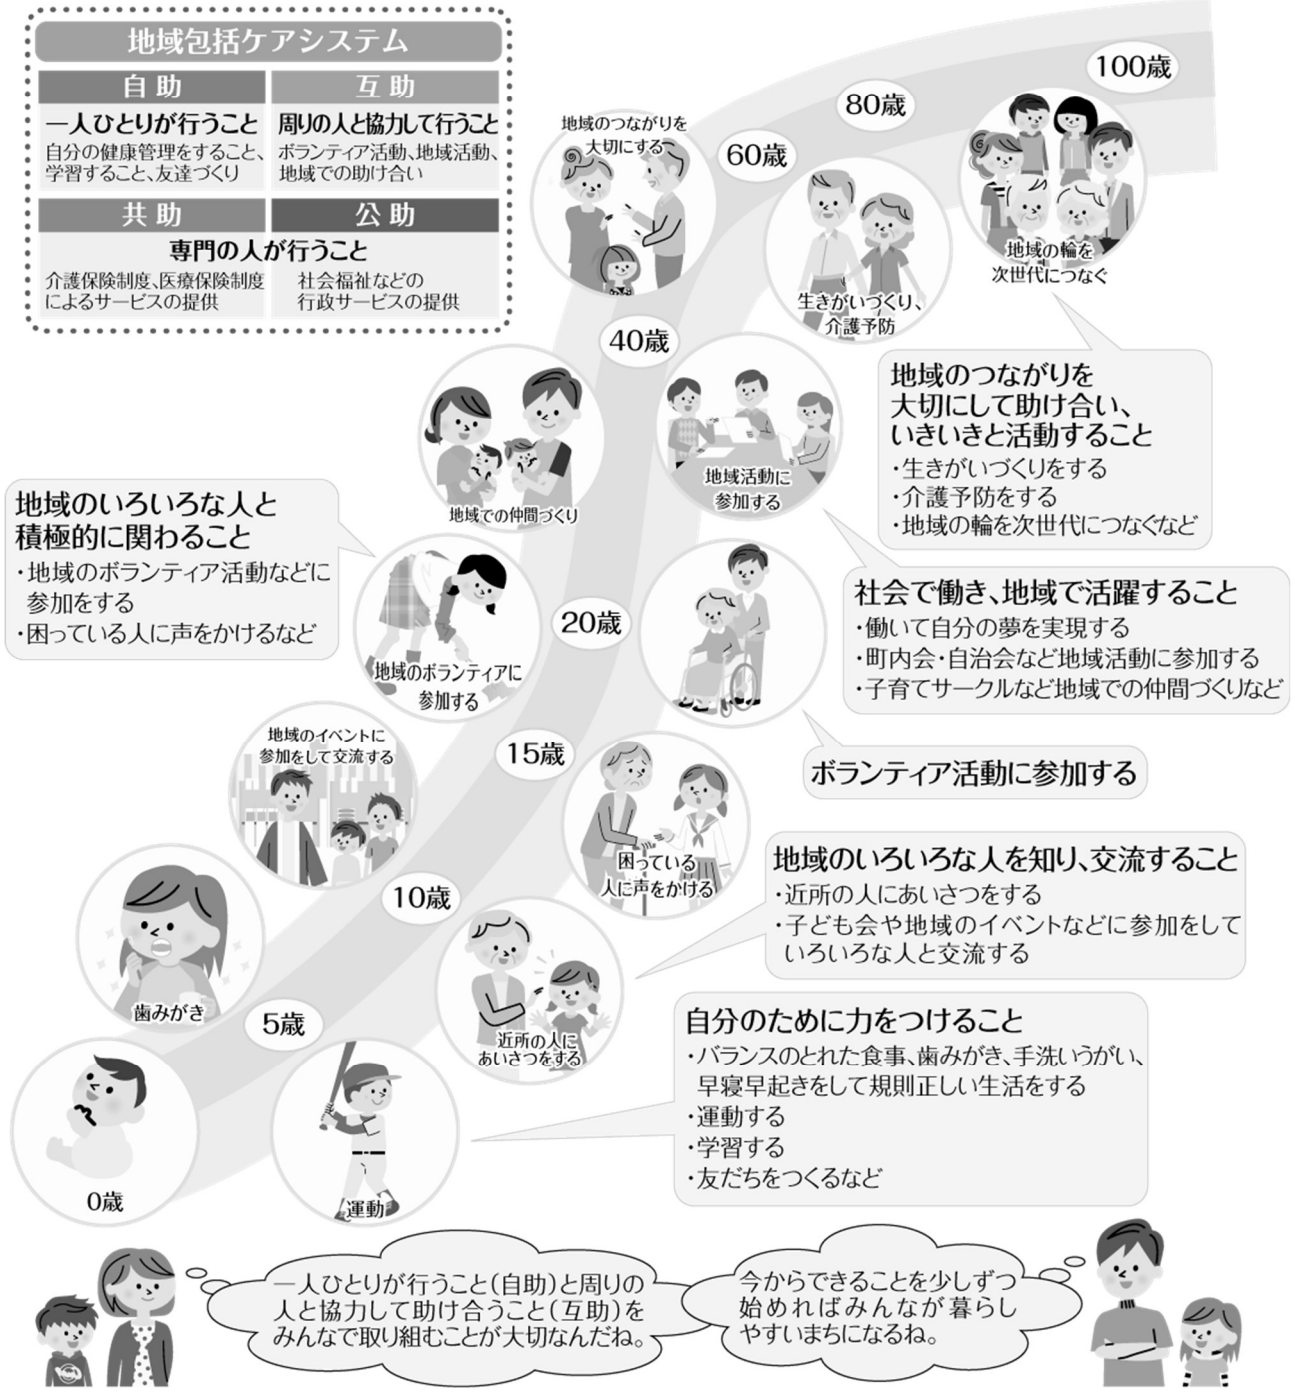 地域包括ケアシステム
自助
一人ひとりが行うこと
自分の健康管理をすること、
学習すること、友達づくり
互助
周りの人と協力して行うこと
ボランティア活動、地域活動、
地域での助け合い
共助
公助
専門の人が行うこと
介護保険制度、医療保険制度
によるサービスの提供
社会福祉などの
行政サービスの提供
100歳
80歳
60歳
40歳
20歳
15歳
10歳
5歳
0歳
地域のつながりを
大切にする
生きがいづくり、
介護予防
地域の輪を
次世代につなぐ
地域のつながりを
大切にして助け合い、
いきいきと活動すること
・生きがいづくりをする
・介護予防をする
・地域の輪を次世代につなぐなど
地域での仲間づくり
地域活動に
参加する
社会で働き、地域で活躍すること
・働いて自分の夢を実現する
・町内会・自治会など地域活動に参加する
・子育てサークルなど地域での仲間づくりなど
地域のいろいろな人と
積極的に関わること
・地域のボランティア活動などに
参加をする
・困っている人に声をかけるなど
地域のボランティアに
参加する
ボランティア活動に参加する
地域のイベントに
参加をして交流する
困っている
人に声をかける
地域のいろいろな人を知り、交流すること
・近所の人にあいさつをする
・子ども会や地域のイベントなどに参加をして
いろいろな人と交流する
歯みがき
近所の人に
あいさつをする
運動
自分のために力をつけること
・バランスのとれた食事、歯みがき、手洗いうがい、
早寝早起きをして規則正しい生活をする
・運動する
・学習する
・友だちをつくるなど
一人ひとりが行うこと(自助)と周りの
人と協力して助け合うこと(互助)を
みんなで取り組むことが大切なんだね。
今からできることを少しずつ
始めればみんなが暮らし
やすいまちになるね。